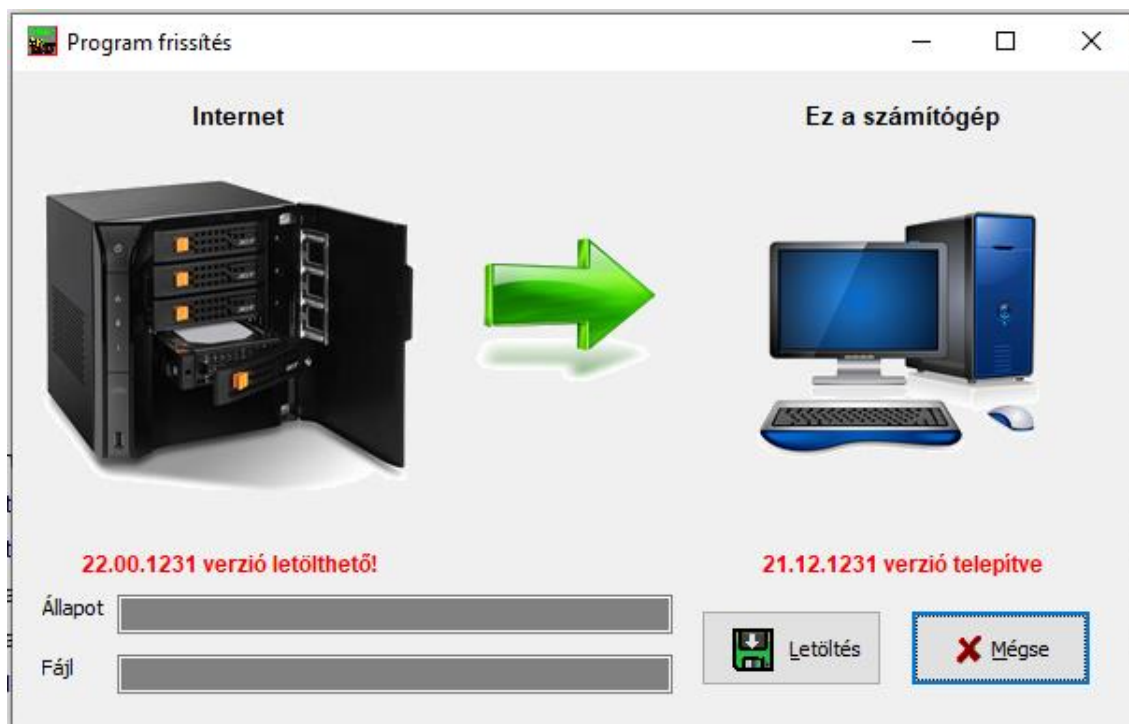 Program frissítés
Internet
Ez a számítógép
22.00.1231 verzió letölthető!
21.12.1231 verzió telepítve
Állapot
Fájl
Letöltés
Mégse